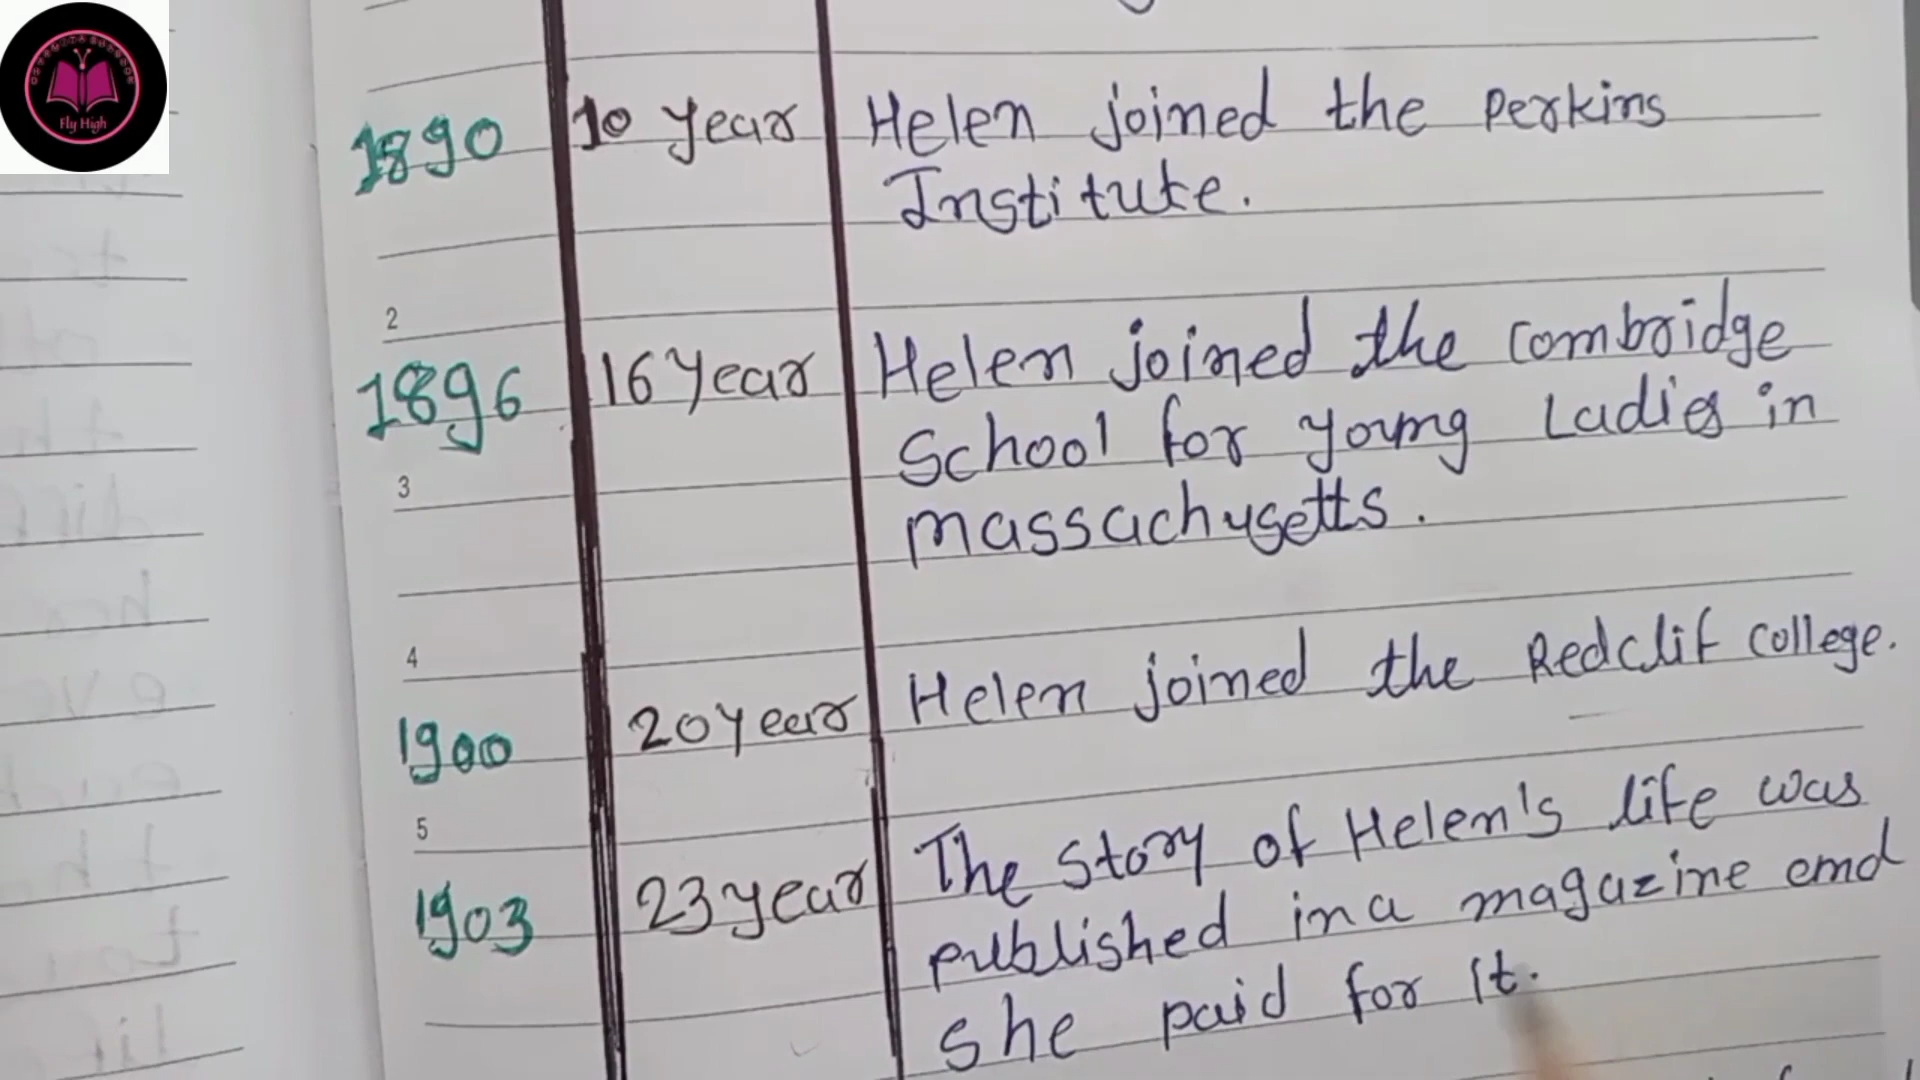 Fly High
1890 10 year Helen joined the Perkins
Institute.
2
1896 16 year Helen joined the Combridge
School for young Ladies in
3
massachusetts.
4
1900 20 year Helen joined the Redclif college.
5
1903 23 year The story of Helen's life was
published in a magazine and
she paid for it.